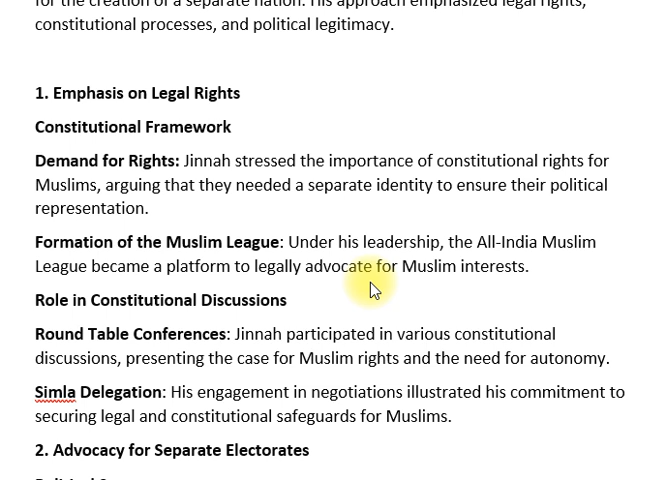 for the creation of a separate nation. His approach emphasized legal rights,
constitutional processes, and political legitimacy.
1. Emphasis on Legal Rights
Constitutional Framework
Demand for Rights: Jinnah stressed the importance of constitutional rights for
Muslims, arguing that they needed a separate identity to ensure their political
representation.
Formation of the Muslim League: Under his leadership, the All-India Muslim
League became a platform to legally advocate for Muslim interests.
Role in Constitutional Discussions
Round Table Conferences: Jinnah participated in various constitutional
discussions, presenting the case for Muslim rights and the need for autonomy.
Simla Delegation: His engagement in negotiations illustrated his commitment to
securing legal and constitutional safeguards for Muslims.
2. Advocacy for Separate Electorates